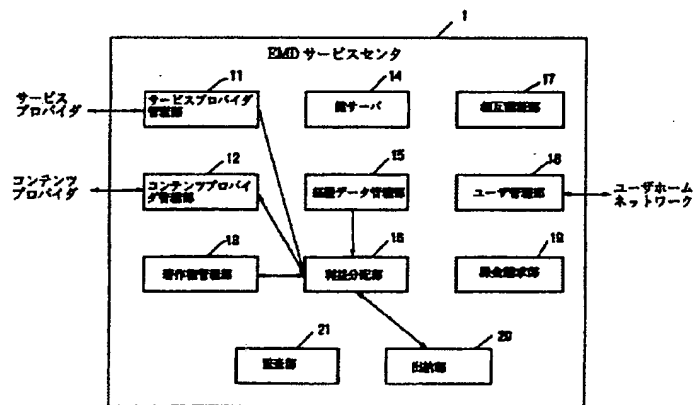 1
EMD サービスセンタ
11
14
17
サービス
プロバイダ
サービスプロバイダ
管理部
鍵サーバ
相互認証部
12
15
18
コンテンツ
プロバイダ
コンテンツプロバイ
ダ管理部
経歴データ管理部
ユーザ管理部
ユーザホーム
ネットワーク
13
16
19
著作権管理部
利益分配部
課金請求部
21
20
監査部
出納部